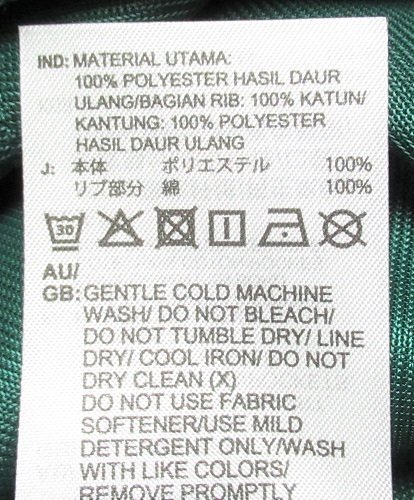 IND: MATERIAL UTAMA:
100% POLYESTER HASIL DAUR
ULANG/BAGIAN RIB: 100% KATUN/
KANTUNG: 100% POLYESTER
HASIL DAUR ULANG
J: 本体 ポリエステル 100%
リブ部分 綿 100%
30
AU/
GB: GENTLE COLD MACHINE
WASH/ DO NOT BLEACH/
DO NOT TUMBLE DRY/ LINE
DRY/ COOL IRON/ DO NOT
DRY CLEAN (X)
DO NOT USE FABRIC
SOFTENER/USE MILD
DETERGENT ONLY/WASH
WITH LIKE COLORS/
REMOVE PROMPTLY